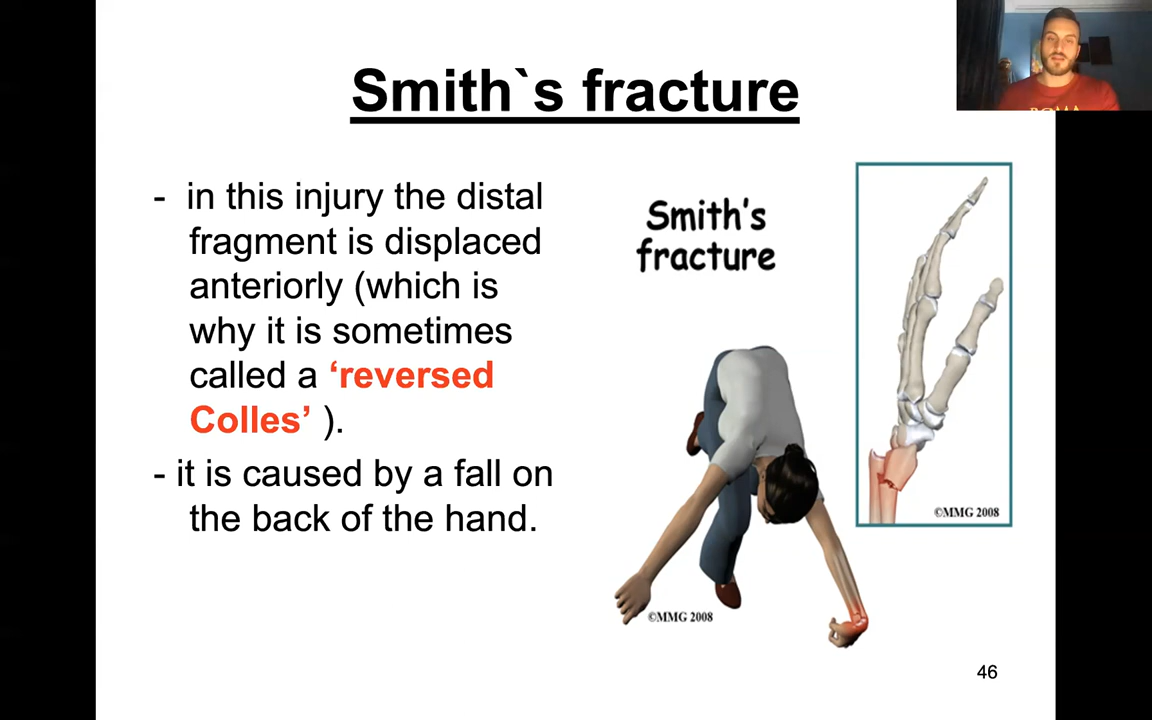 Smith`s fracture
- in this injury the distal
fragment is displaced
anteriorly (which is
why it is sometimes
called a ‘reversed
Colles’ ).
- it is caused by a fall on
the back of the hand.
Smith's
fracture
©MMG 2008
©MMG 2008
46